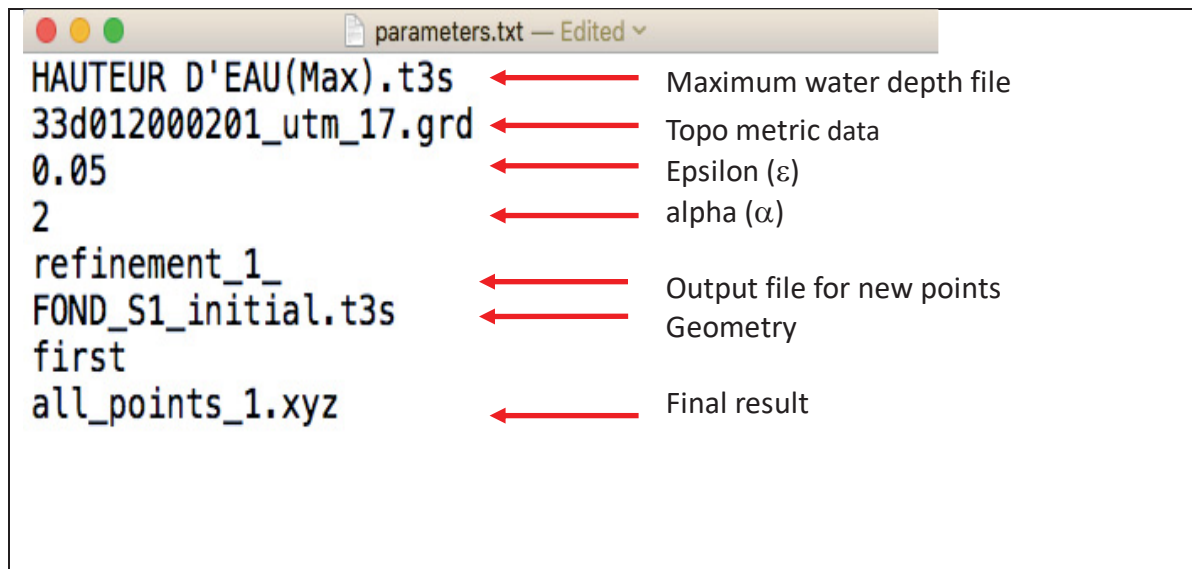 parameters.txt — Edited
HAUTEUR D'EAU(Max).t3s
Maximum water depth file
33d012000201_utm_17.grd
Topo metric data
0.05
Epsilon (ε)
2
alpha (α)
refinement_1_
Output file for new points
FOND_S1_initial.t3s
Geometry
first
all_points_1.xyz
Final result